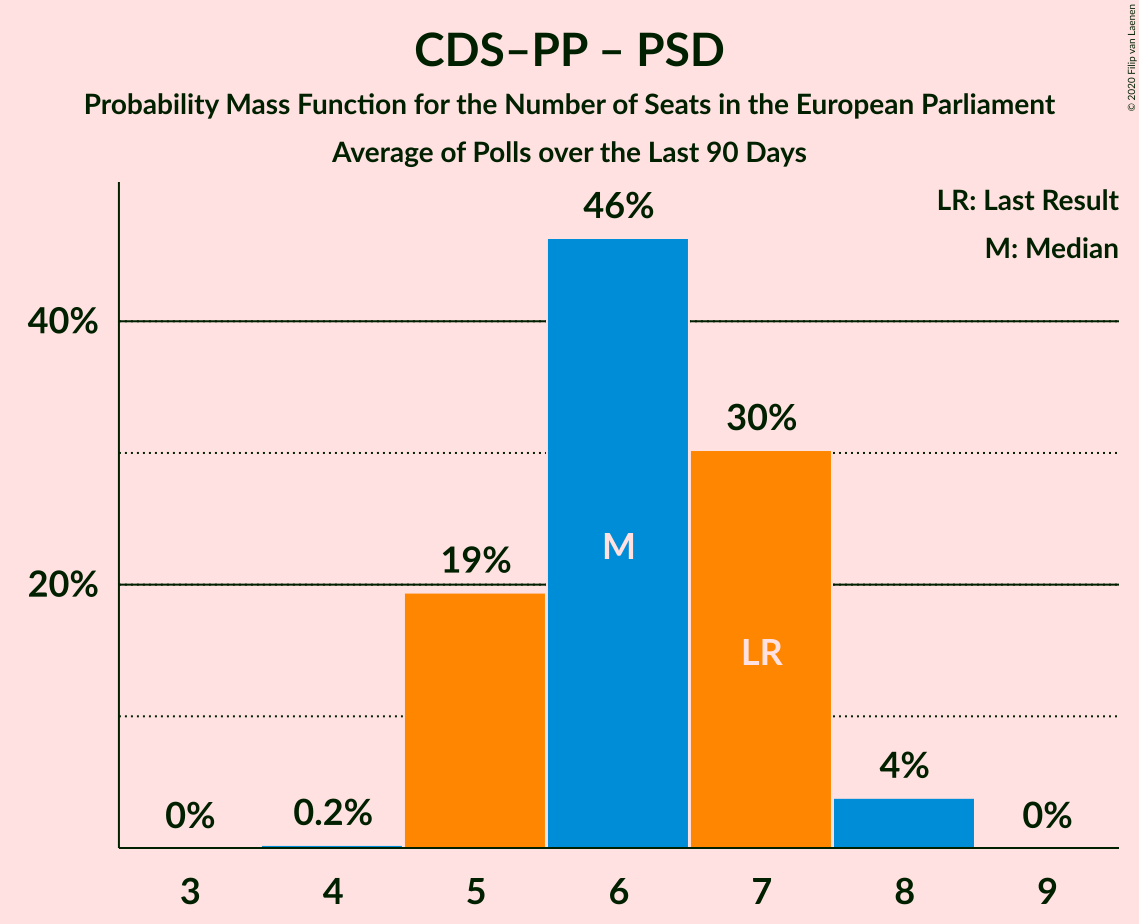 CDS–PP – PSD
Probability Mass Function for the Number of Seats in the European Parliament
Average of Polls over the Last 90 Days
© 2020 Filip van Laenen
LR: Last Result
M: Median
46%
40%
30%
M
19%
20%
LR
4%
0%
0.2%
0%
3
4
5
6
7
8
9